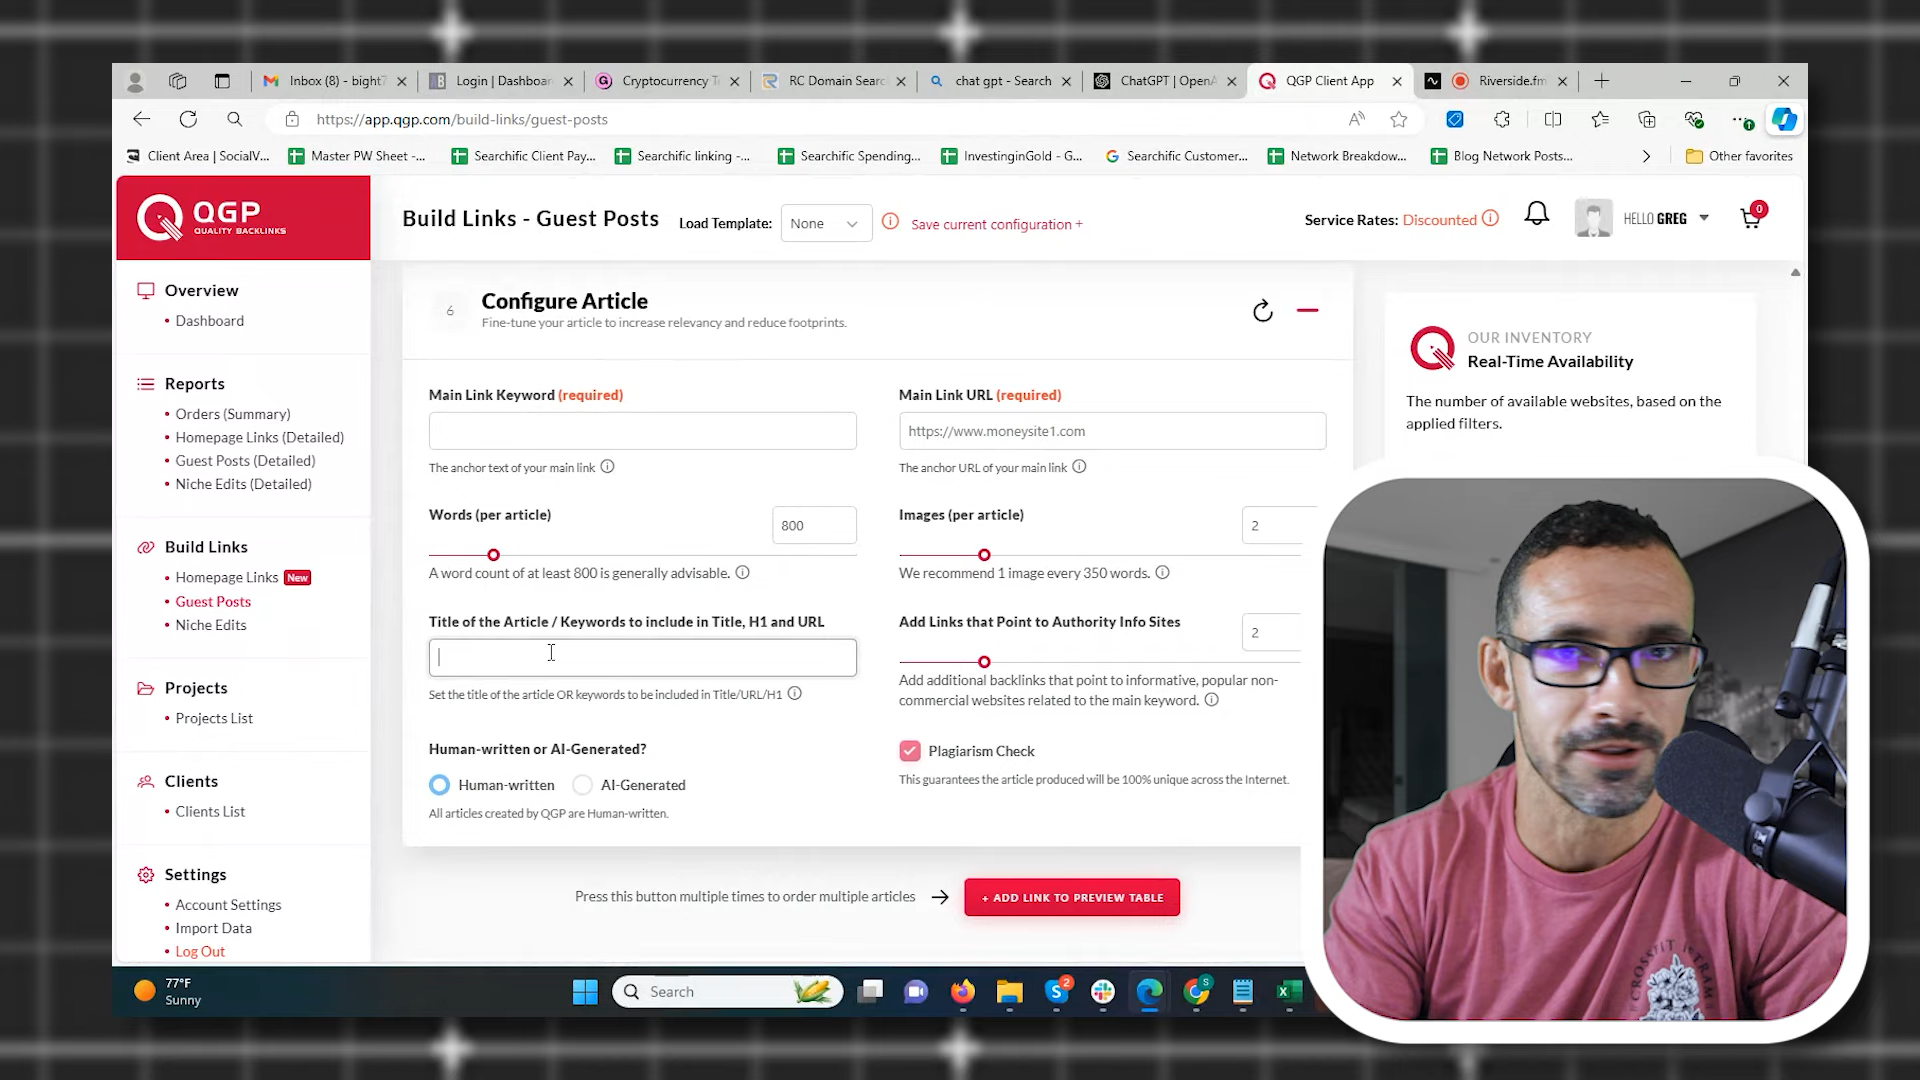 Inbox (8) - bight7
Login | Dashboar
Cryptocurrency T
RC Domain Searc
chat gpt - Search
ChatGPT | OpenA
QGP Client App
Riverside.fm
https://app.qgp.com/build-links/guest-posts
Client Area | SocialV...
Master PW Sheet -...
Searchific Client Pay...
Searchific linking -...
Searchific Spending...
InvestinginGold - G...
Searchific Customer...
Network Breakdow...
Blog Network Posts...
Other favorites
QGP
QUALITY BACKLINKS
Build Links - Guest Posts
Load Template:
None
Save current configuration +
Service Rates: Discounted
HELLO GREG
0
Overview
Dashboard
Reports
Orders (Summary)
Homepage Links (Detailed)
Guest Posts (Detailed)
Niche Edits (Detailed)
Build Links
Homepage Links New
Guest Posts
Niche Edits
Projects
Projects List
Clients
Clients List
Settings
Account Settings
Import Data
Log Out
6
Configure Article
Fine-tune your article to increase relevancy and reduce footprints.
Main Link Keyword (required)
The anchor text of your main link
Main Link URL (required)
https://www.moneysite1.com
The anchor URL of your main link
Words (per article)
800
A word count of at least 800 is generally advisable.
Images (per article)
2
We recommend 1 image every 350 words.
Title of the Article / Keywords to include in Title, H1 and URL
Set the title of the article OR keywords to be included in Title/URL/H1
Add Links that Point to Authority Info Sites
2
Add additional backlinks that point to informative, popular non-
commercial websites related to the main keyword.
Human-written or AI-Generated?
Human-written
AI-Generated
All articles created by QGP are Human-written.
Plagiarism Check
This guarantees the article produced will be 100% unique across the Internet.
Press this button multiple times to order multiple articles
+ ADD LINK TO PREVIEW TABLE
OUR INVENTORY
Real-Time Availability
The number of available websites, based on the
applied filters.
77°F
Sunny
Search
2
S